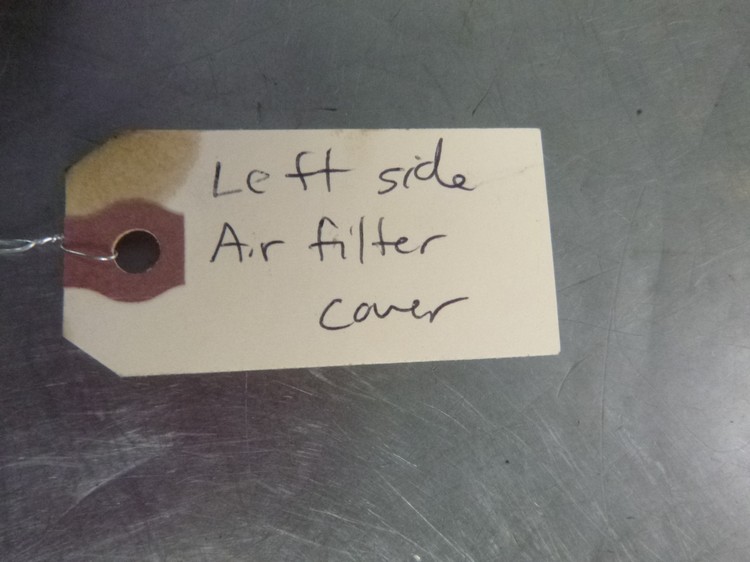 Left side
Air filter
cover